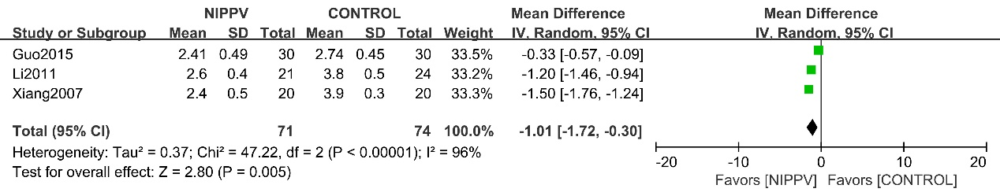 NIPPV CONTROL Mean Difference Mean Difference
Study or Subgroup Mean SD Total Mean SD Total Weight IV, Random, 95% CI IV, Random, 95% CI
Guo2015 2.41 0.49 30 2.74 0.45 30 33.5% -0.33 [-0.57, -0.09]
Li2011 2.6 0.4 21 3.8 0.5 24 33.2% -1.20 [-1.46, -0.94]
Xiang2007 2.4 0.5 20 3.9 0.3 20 33.3% -1.50 [-1.76, -1.24]
Total (95% CI) 71 74 100.0% -1.01 [-1.72, -0.30]
Heterogeneity: Tau² = 0.37; Chi² = 47.22, df = 2 (P < 0.00001); I² = 96%
Test for overall effect: Z = 2.80 (P = 0.005)
-20 -10 0 10 20
Favors [NIPPV] Favors [CONTROL]